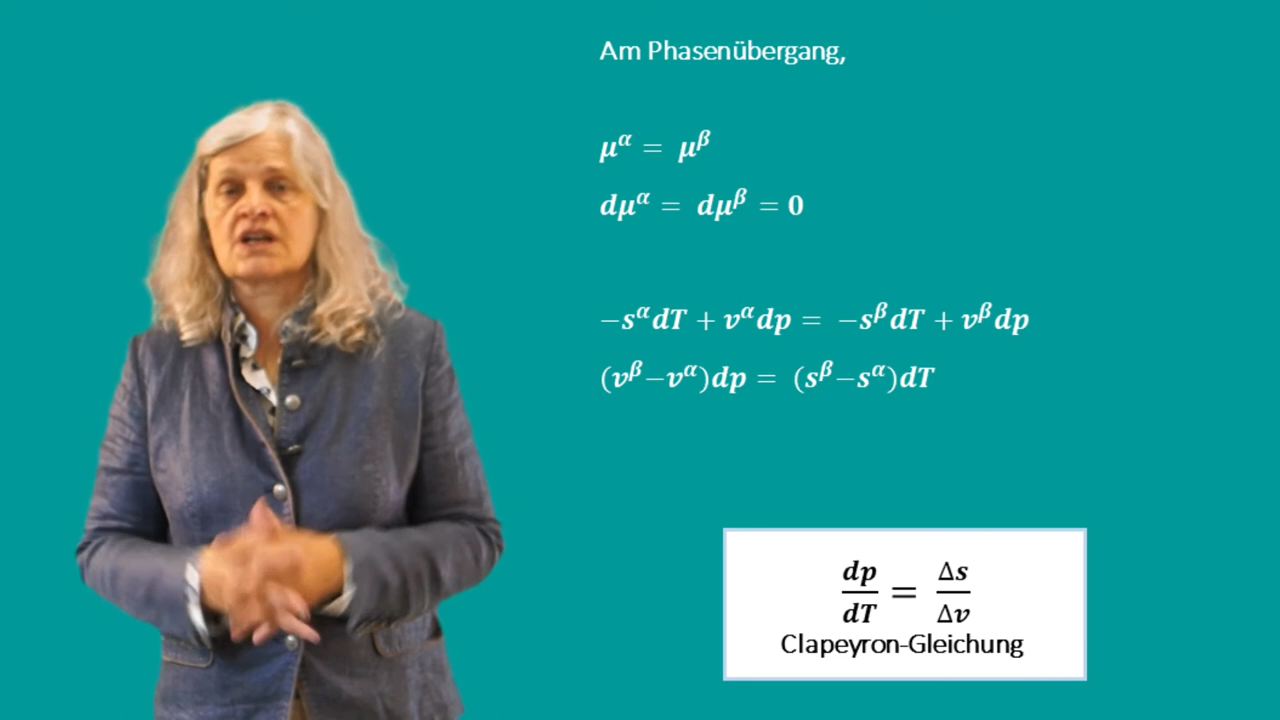 Am Phasenübergang,
μ^α = μ^β
dμ^α = dμ^β = 0
−s^α dT + v^α dp = −s^β dT + v^β dp
(v^β−v^α)dp = (s^β−s^α)dT
dp/dT = Δs/Δv
Clapeyron-Gleichung